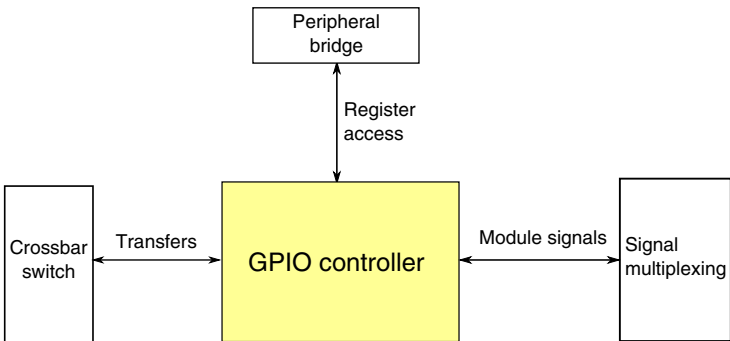 Peripheral
bridge
Register
access
Crossbar
switch
Transfers
GPIO controller
Module signals
Signal
multiplexing